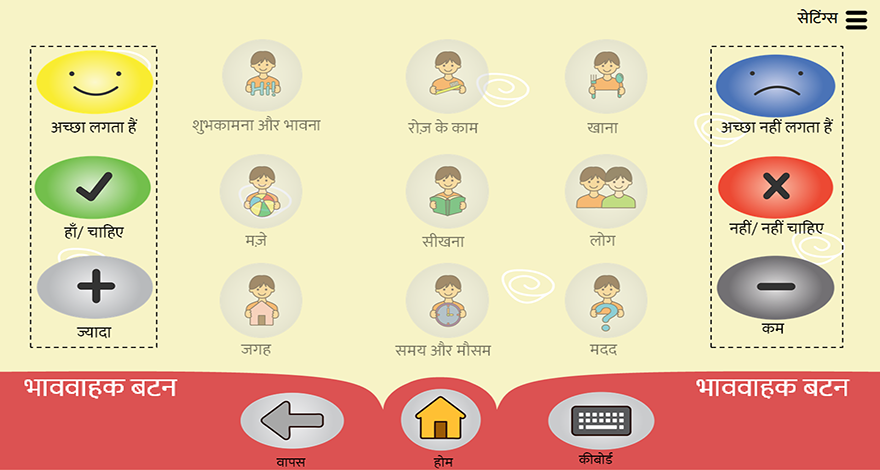 सेटिंग्स
अच्छा लगता हैं
शुभकामना और भावना
रोज़ के काम
खाना
अच्छा नहीं लगता हैं
हाँ/ चाहिए
मज़े
सीखना
लोग
नहीं/ नहीं चाहिए
ज्यादा
जगह
समय और मौसम
मदद
कम
भाववाहक बटन
भाववाहक बटन
वापस
होम
कीबोर्ड
HI!